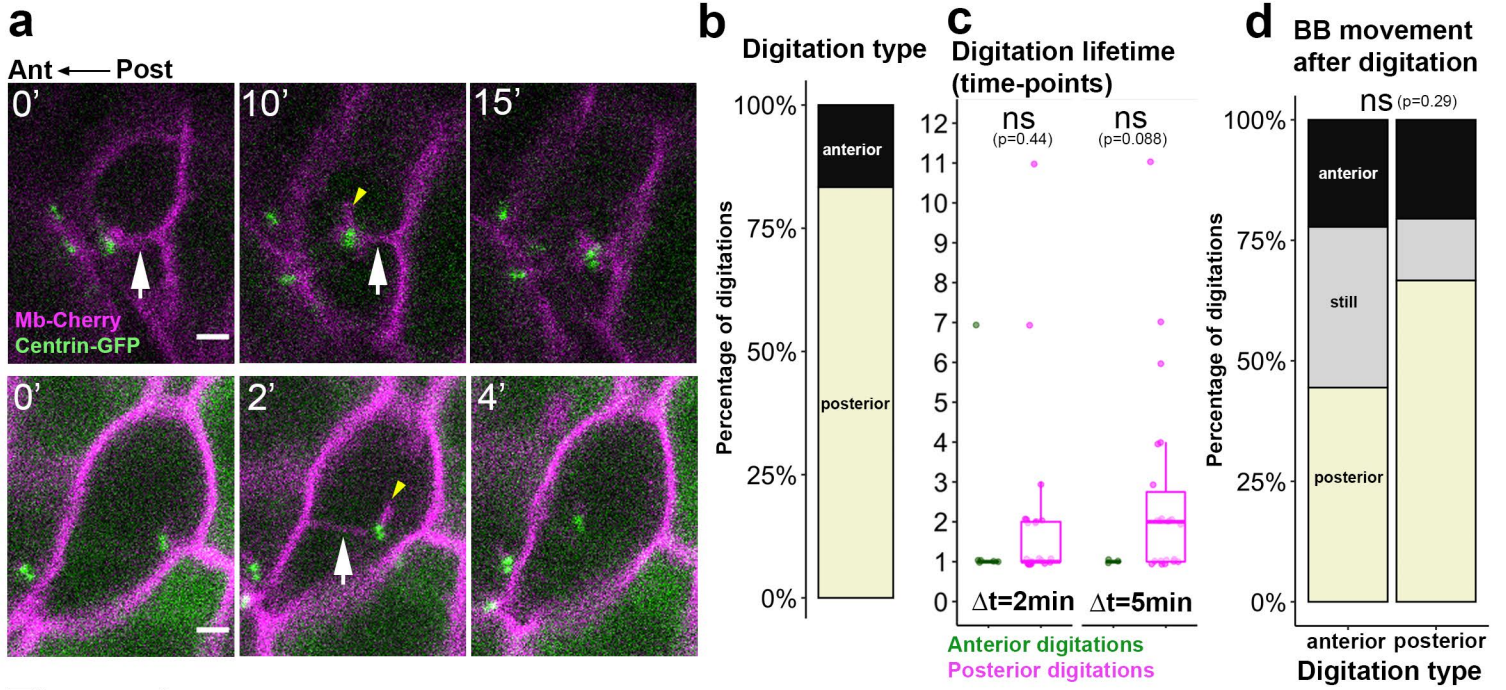 a
Ant ← Post
0’
10’
15’
Mb-Cherry
Centrin-GFP
0’
2’
4’
b
Digitation type
Percentage of digitations
100%
75%
50%
25%
0%
anterior
posterior
c
Digitation lifetime
(time-points)
12
11
10
9
8
7
6
5
4
3
2
1
0
ns
(p=0.44)
ns
(p=0.088)
Δt=2min
Δt=5min
Anterior digitations
Posterior digitations
d
BB movement
after digitation
ns (p=0.29)
Percentage of digitations
100%
75%
50%
25%
0%
anterior
still
posterior
anterior posterior
Digitation type